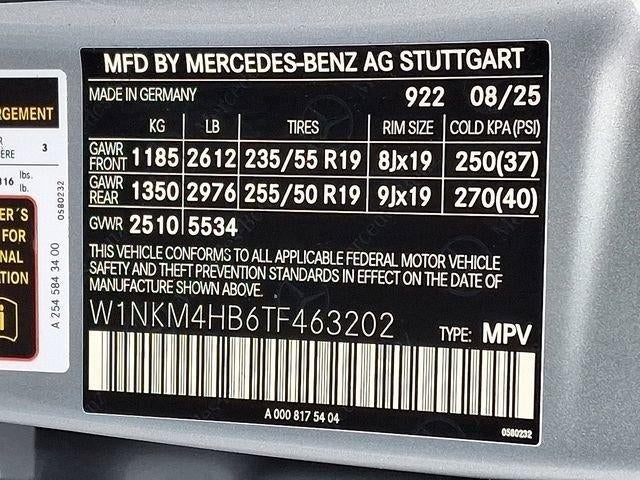 MFD BY MERCEDES-BENZ AG STUTTGART
MADE IN GERMANY 922 08/25
KG LB TIRES RIM SIZE COLD KPA(PSI)
GAWR FRONT 1185 2612 235/55 R19 8Jx19 250(37)
GAWR REAR 1350 2976 255/50 R19 9Jx19 270(40)
GVWR 2510 5534
THIS VEHICLE CONFORMS TO ALL APPLICABLE FEDERAL MOTOR VEHICLE
SAFETY AND THEFT PREVENTION STANDARDS IN EFFECT ON THE DATE OF
MANUFACTURE SHOWN ABOVE.
W1NKM4HB6TF463202 TYPE: MPV
A 000 817 54 04
0580232
3
lbs.
lb.
FOR
0580232
A 254 584 34 00